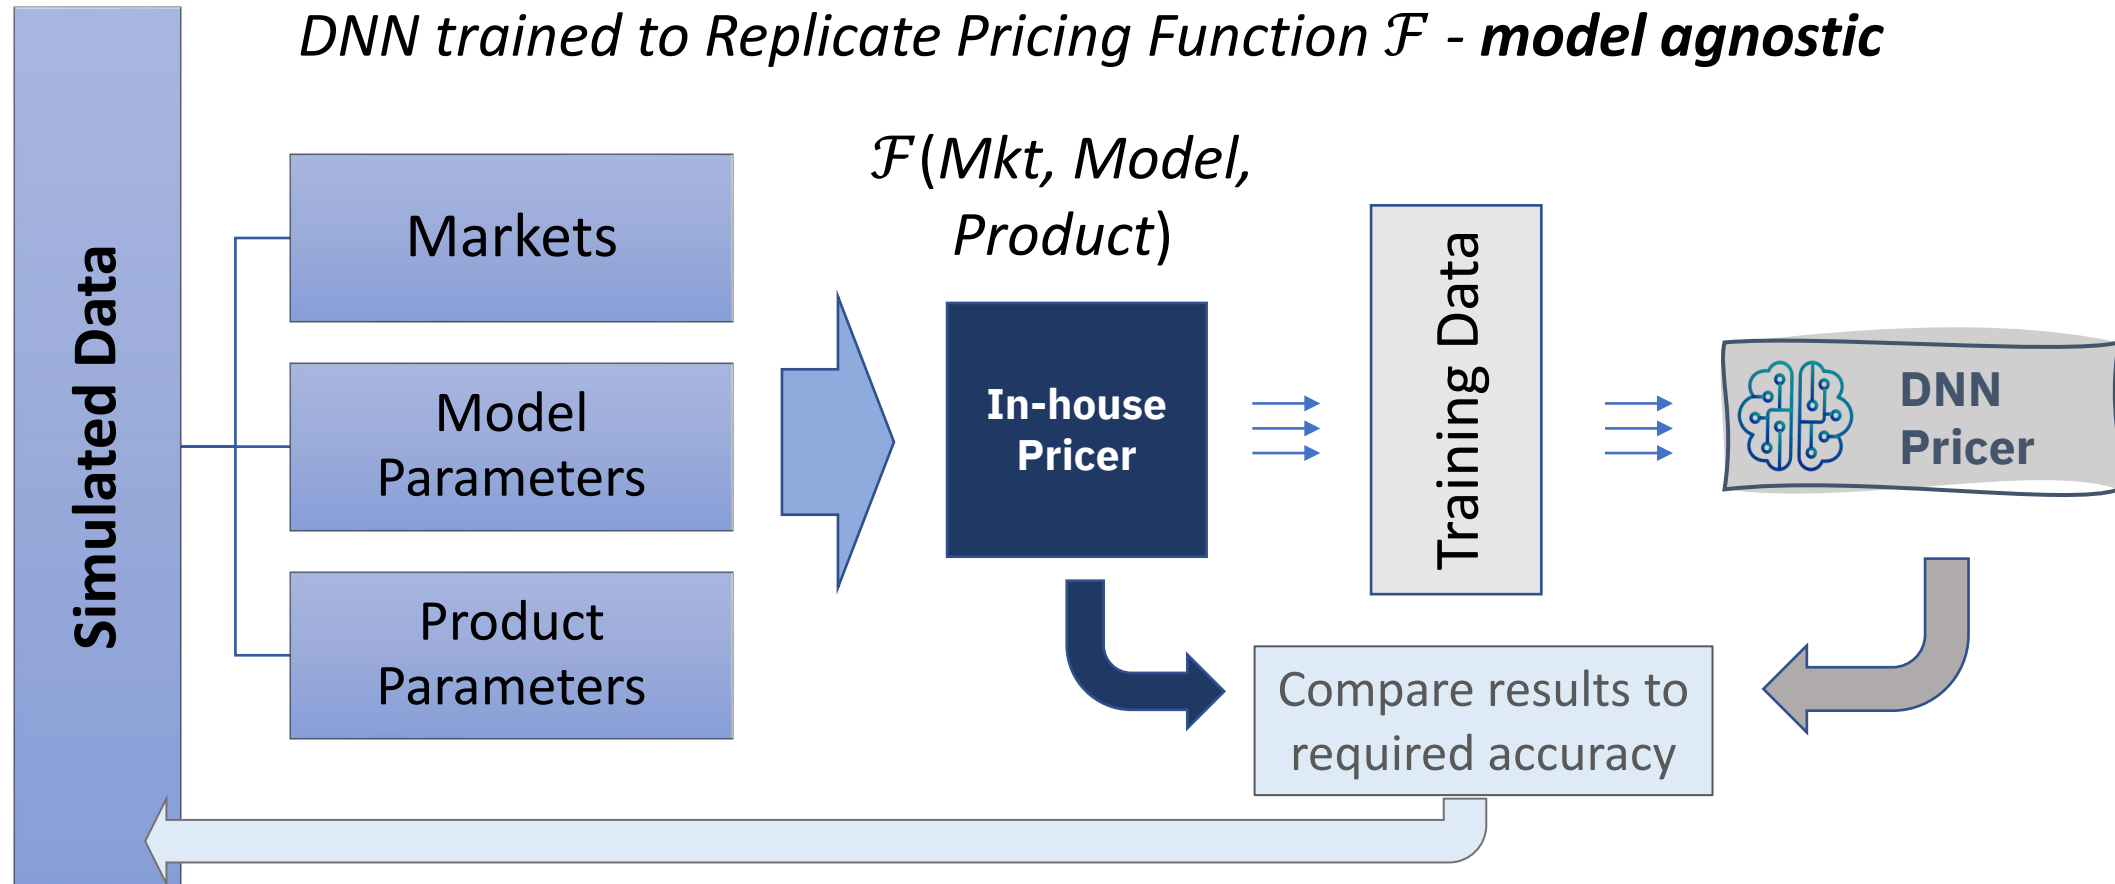 DNN trained to Replicate Pricing Function ℱ - model agnostic
Simulated Data
Markets
Model
Parameters
Product
Parameters
ℱ(Mkt, Model,
Product)
In-house
Pricer
Training Data
DNN
Pricer
Compare results to
required accuracy